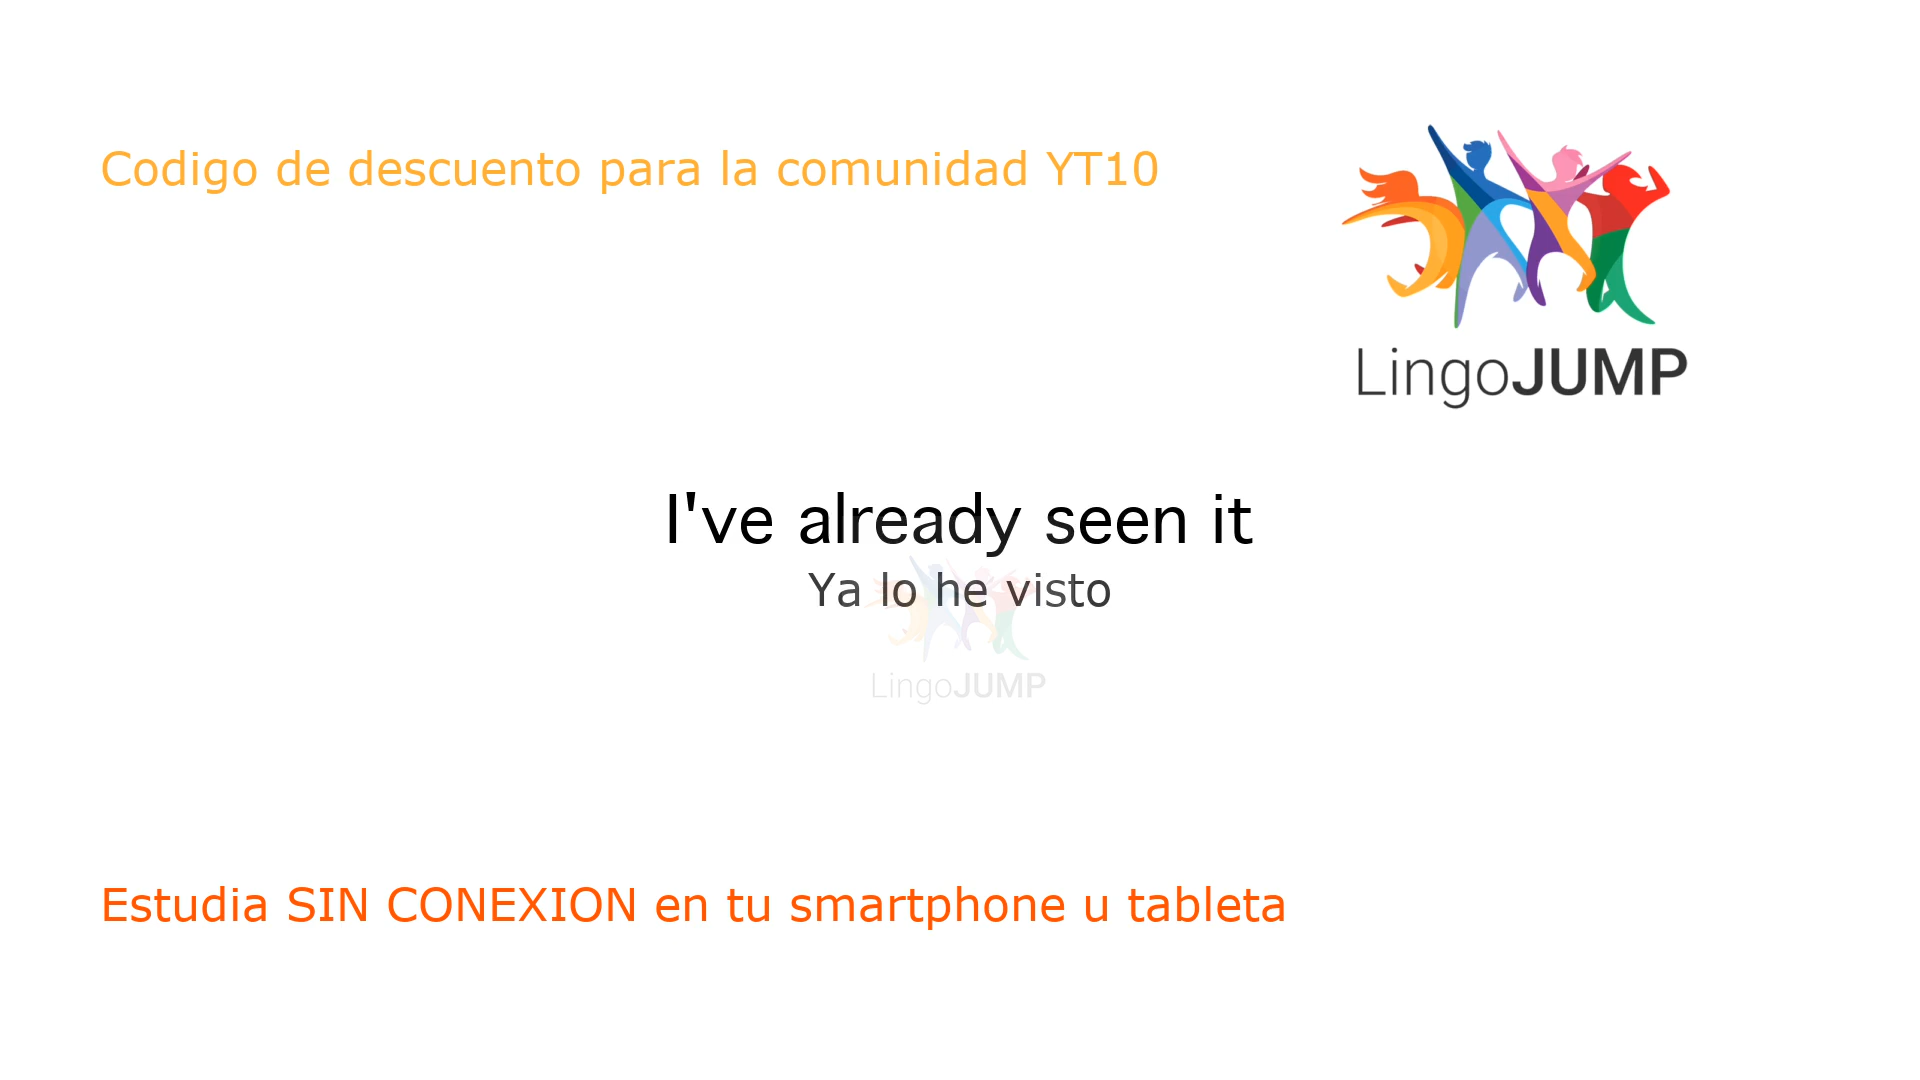 Codigo de descuento para la comunidad YT10
LingoJUMP
I've already seen it
Ya lo he visto
LingoJUMP
Estudia SIN CONEXION en tu smartphone u tableta